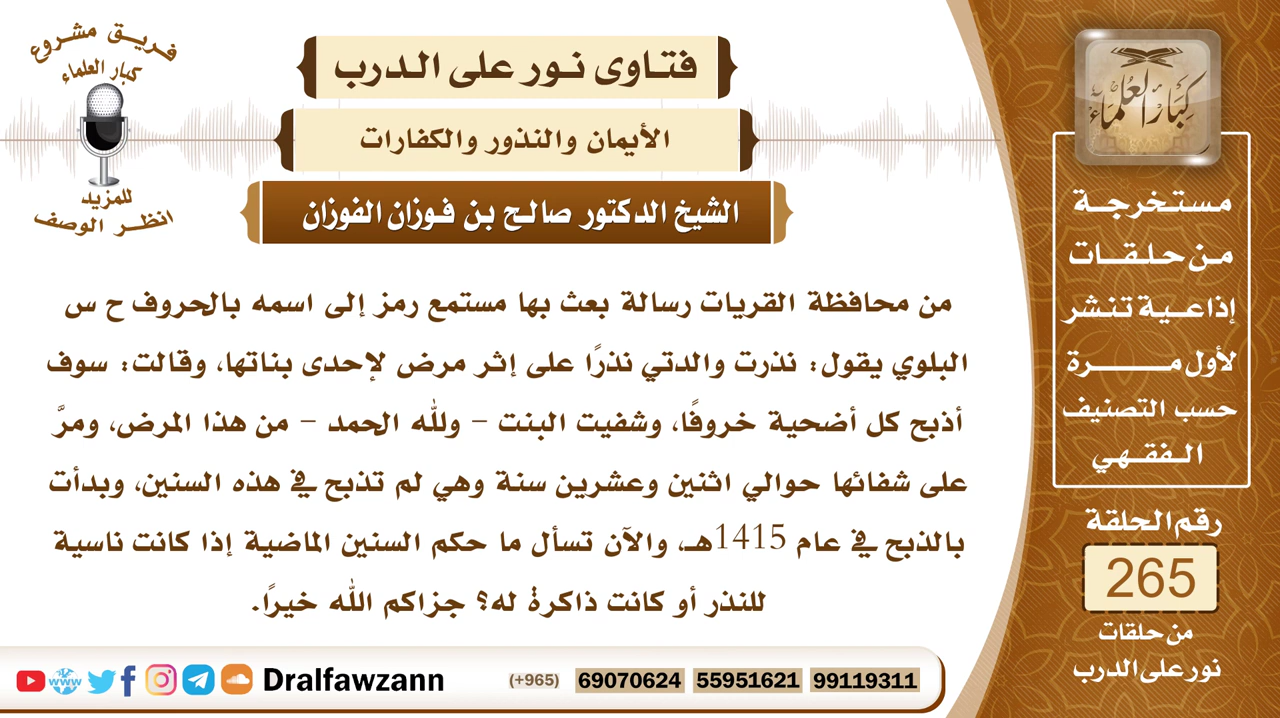 فريق مشروع
كبار العلماء
للمزيد
انظر الوصف
فتاوى نور على الدرب
الأيمان والنذور والكفارات
الشيخ الدكتور صالح بن فوزان الفوزان
من محافظة القريات رسالة بعث بها مستمع رمز إلى اسمه بالحروف ح س
البلوي يقول: نذرت والدتي نذرًا على إثر مرض لإحدى بناتها، وقالت: سوف
أذبح كل أضحية خروفًا، وشفيت البنت – ولله الحمد – من هذا المرض، ومرَّ
على شفائها حوالي اثنين وعشرين سنة وهي لم تذبح في هذه السنين، وبدأت
بالذبح في عام 1415هـ، والآن تسأل ما حكم السنين الماضية إذا كانت ناسية
للنذر أو كانت ذاكرة له؟ جزاكم الله خيرًا.
كبار العلماء
مستخرجة
من حلقات
إذاعية تنشر
لأول مرة
حسب التصنيف
الفقهي
رقم الحلقة
265
من حلقات
نور على الدرب
www Dralfawzann (+965) 69070624 55951621 99119311